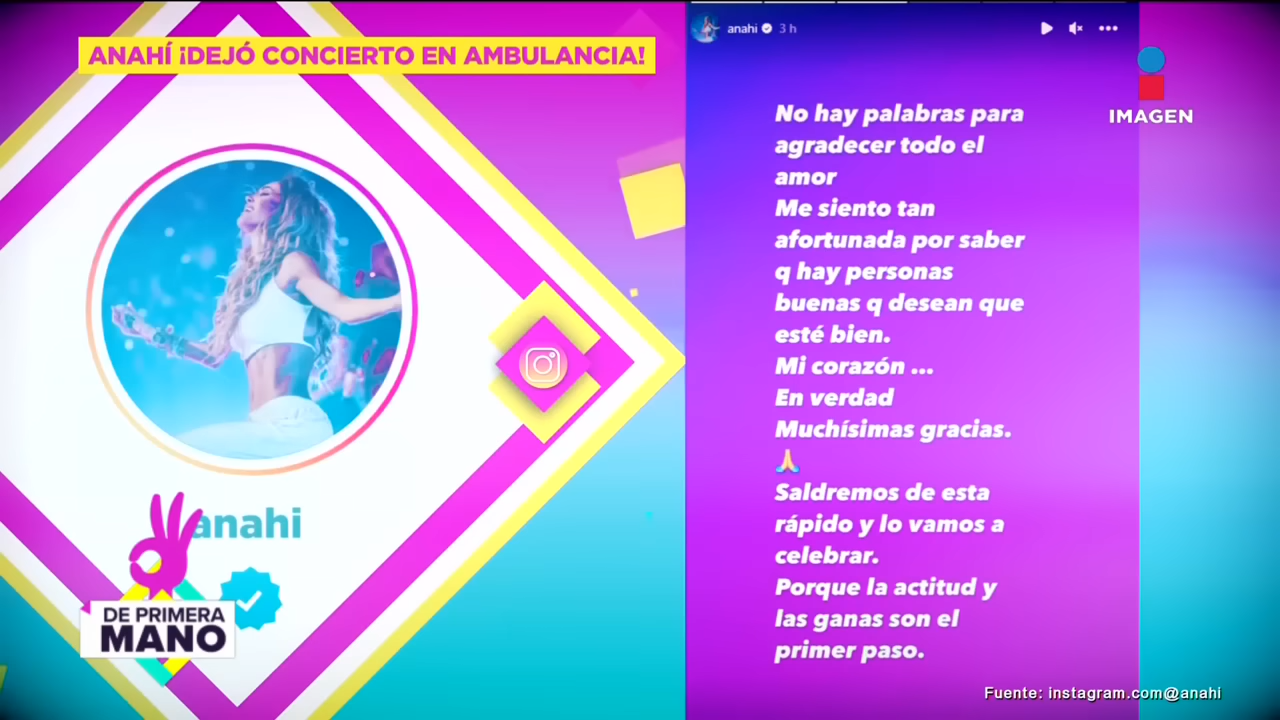 ANAHÍ ¡DEJÓ CONCIERTO EN AMBULANCIA!
anahi
DE PRIMERA
MANO
anahi 3 h
No hay palabras para
agradecer todo el
amor
Me siento tan
afortunada por saber
q hay personas
buenas q desean que
esté bien.
Mi corazón ...
En verdad
Muchísimas gracias.
🙏
Saldremos de esta
rápido y lo vamos a
celebrar.
Porque la actitud y
las ganas son el
primer paso.
IMAGEN
Fuente: instagram.com@anahi